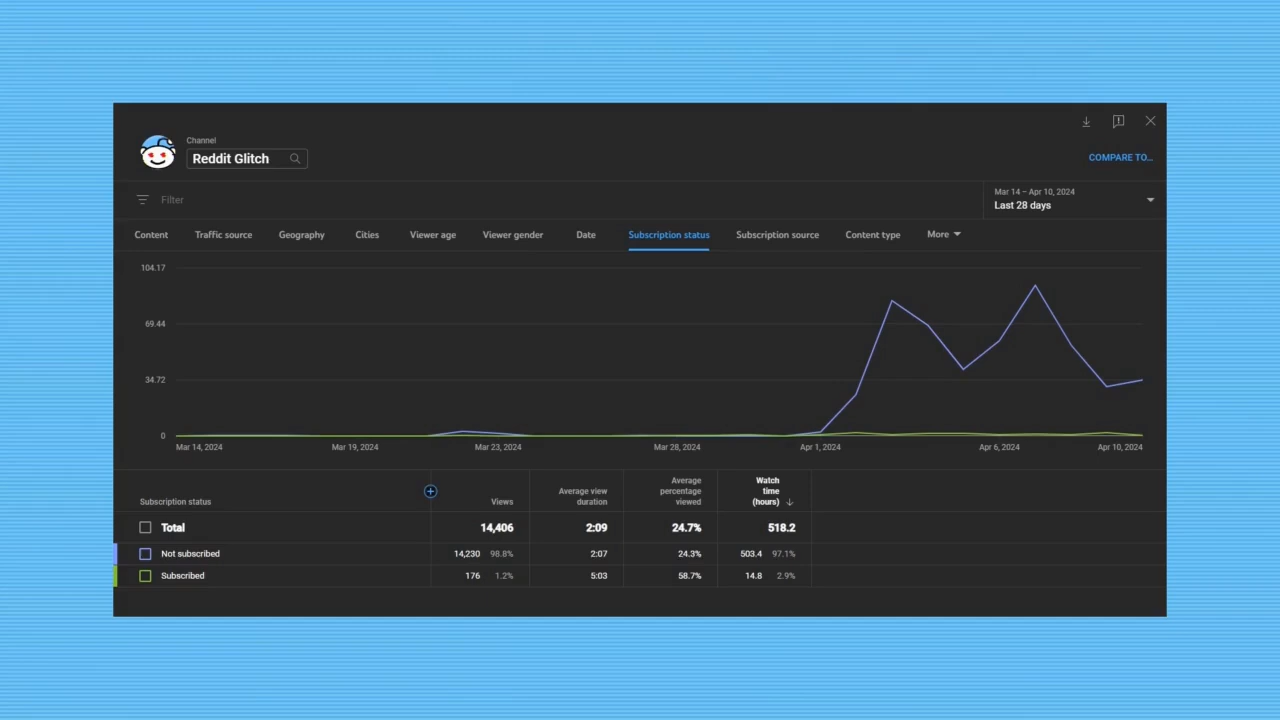 Channel
Reddit Glitch
COMPARE TO...
Filter
Mar 14 – Apr 10, 2024
Last 28 days
Content Traffic source Geography Cities Viewer age Viewer gender Date Subscription status Subscription source Content type More
104.17
69.44
34.72
0
Mar 14, 2024 Mar 19, 2024 Mar 23, 2024 Mar 28, 2024 Apr 1, 2024 Apr 6, 2024 Apr 10, 2024
Subscription status Views Average view duration Average percentage viewed Watch time (hours)
Total 14,406 2:09 24.7% 518.2
Not subscribed 14,230 98.8% 2:07 24.3% 503.4 97.1%
Subscribed 176 1.2% 5:03 58.7% 14.8 2.9%